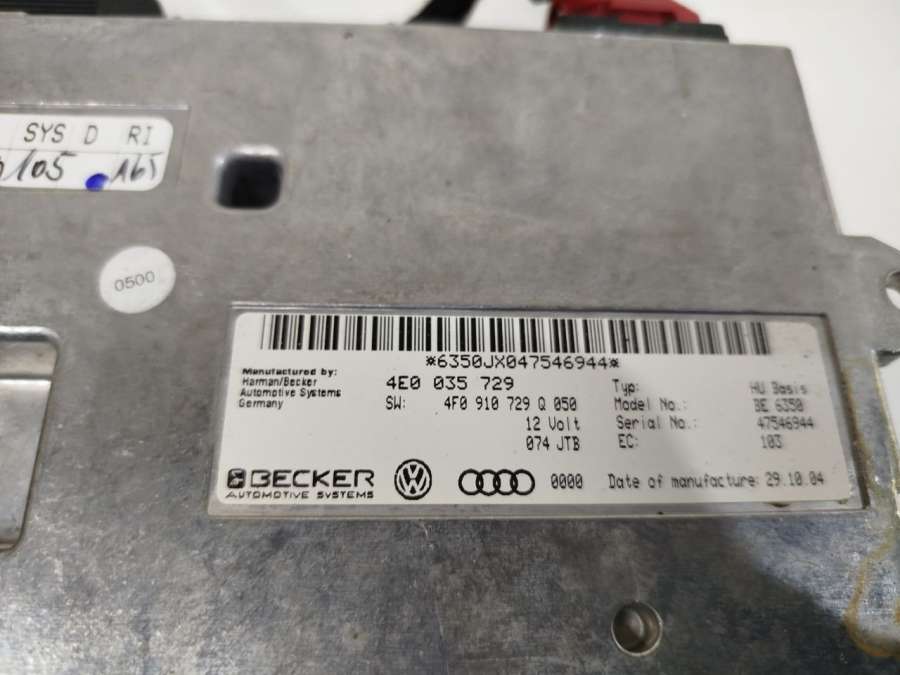 SYS D RI
105 A65
0500
*6350JX047546944*
Manufactured by:
Harman/Becker
Automotive Systems
Germany
4E0 035 729
SW: 4F0 910 729 Q 050
12 Volt
074 JTB
Typ: HU Basis
Model No.: BE 6350
Serial No.: 47546944
EC: 103
BECKER
AUTOMOTIVE SYSTEMS
0000
Date of manufacture: 29.10.04